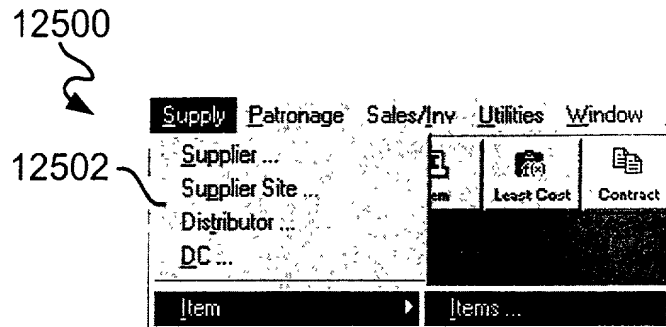 12500
Supply Patronage Sales/Inv Utilities Window
12502
Supplier ...
Supplier Site ...
Distributor ...
DC ...
Least Cost Contract
Item Items ...